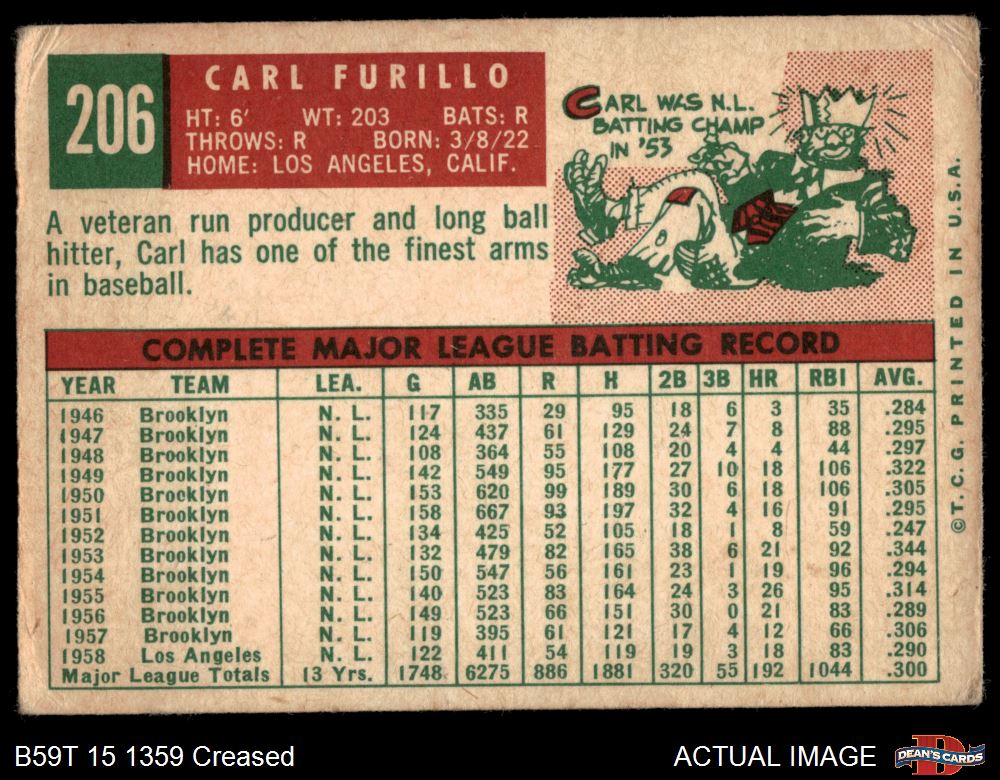 206
CARL FURILLO
HT: 6' WT: 203 BATS: R
THROWS: R BORN: 3/8/22
HOME: LOS ANGELES, CALIF.
CARL WAS N.L.
BATTING CHAMP
IN '53
A veteran run producer and long ball
hitter, Carl has one of the finest arms
in baseball.
COMPLETE MAJOR LEAGUE BATTING RECORD
YEAR TEAM LEA. G AB R H 2B 3B HR RBI AVG.
1946 Brooklyn N. L. 117 335 29 95 18 6 3 35 .284
1947 Brooklyn N. L. 124 437 61 129 24 7 8 88 .295
1948 Brooklyn N. L. 108 364 55 108 20 4 4 44 .297
1949 Brooklyn N. L. 142 549 95 177 27 10 18 106 .322
1950 Brooklyn N. L. 153 620 99 189 30 6 18 106 .305
1951 Brooklyn N. L. 158 667 93 197 32 4 16 91 .295
1952 Brooklyn N. L. 134 425 52 105 18 1 8 59 .247
1953 Brooklyn N. L. 132 479 82 165 38 6 21 92 .344
1954 Brooklyn N. L. 150 547 56 161 23 1 19 96 .294
1955 Brooklyn N. L. 140 523 83 164 24 3 26 95 .314
1956 Brooklyn N. L. 149 523 66 151 30 0 21 83 .289
1957 Brooklyn N. L. 119 395 61 121 17 4 12 66 .306
1958 Los Angeles N. L. 122 411 54 119 19 3 18 83 .290
Major League Totals 13 Yrs. 1748 6275 886 1881 320 55 192 1044 .300
© T. C. G. PRINTED IN U.S.A.
B59T 15 1359 Creased
ACTUAL IMAGE
D
DEAN'S CARDS